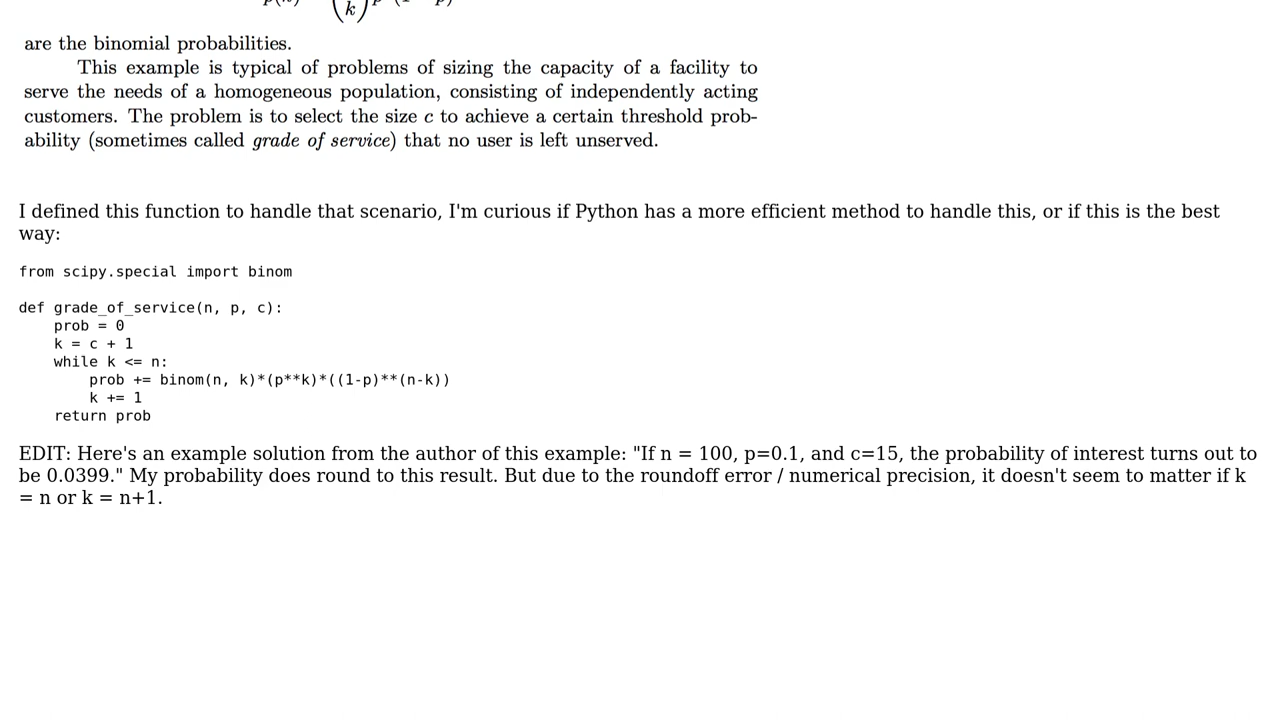 are the binomial probabilities.
This example is typical of problems of sizing the capacity of a facility to
serve the needs of a homogeneous population, consisting of independently acting
customers. The problem is to select the size c to achieve a certain threshold prob-
ability (sometimes called grade of service) that no user is left unserved.
I defined this function to handle that scenario, I'm curious if Python has a more efficient method to handle this, or if this is the best
way:
from scipy.special import binom
def grade_of_service(n, p, c):
    prob = 0
    k = c + 1
    while k <= n:
        prob += binom(n, k)*(p**k)*((1-p)**(n-k))
        k += 1
    return prob
EDIT: Here's an example solution from the author of this example: "If n = 100, p=0.1, and c=15, the probability of interest turns out to
be 0.0399." My probability does round to this result. But due to the roundoff error / numerical precision, it doesn't seem to matter if k
= n or k = n+1.